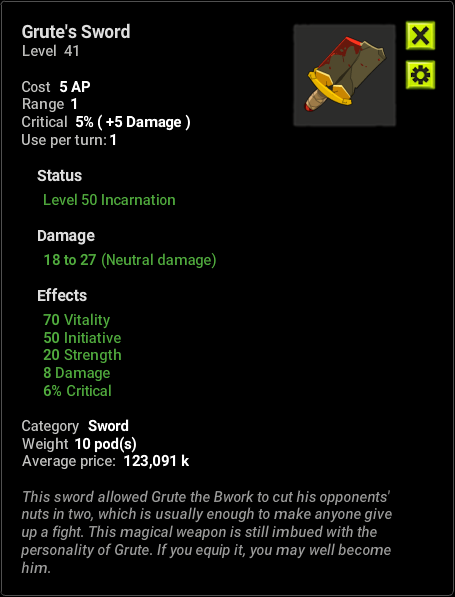 Grute's Sword
Level 41
Cost 5 AP
Range 1
Critical 5% ( +5 Damage )
Use per turn: 1
Status
Level 50 Incarnation
Damage
18 to 27 (Neutral damage)
Effects
70 Vitality
50 Initiative
20 Strength
8 Damage
6% Critical
Category Sword
Weight 10 pod(s)
Average price: 123,091 k
This sword allowed Grute the Bwork to cut his opponents'
nuts in two, which is usually enough to make anyone give
up a fight. This magical weapon is still imbued with the
personality of Grute. If you equip it, you may well become
him.